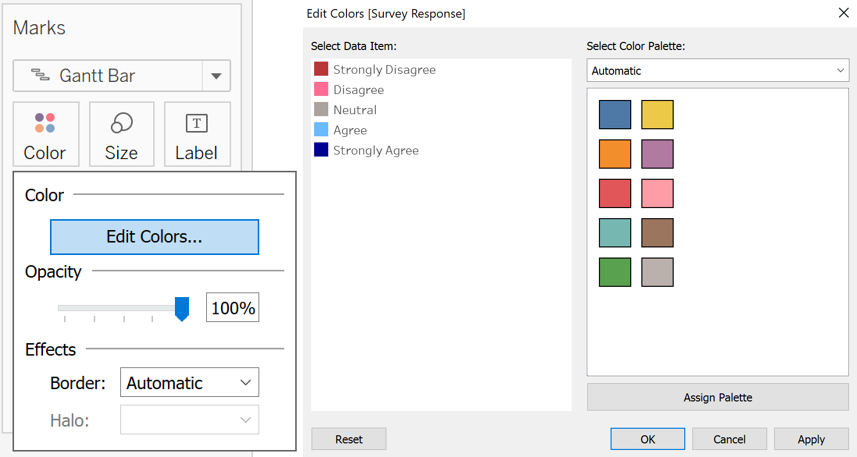 Marks
Gantt Bar
Color
Size
Label
Color
Edit Colors...
Opacity
100%
Effects
Border: Automatic
Halo:
Edit Colors [Survey Response]
Select Data Item:
Strongly Disagree
Disagree
Neutral
Agree
Strongly Agree
Reset
Select Color Palette:
Automatic
Assign Palette
OK
Cancel
Apply